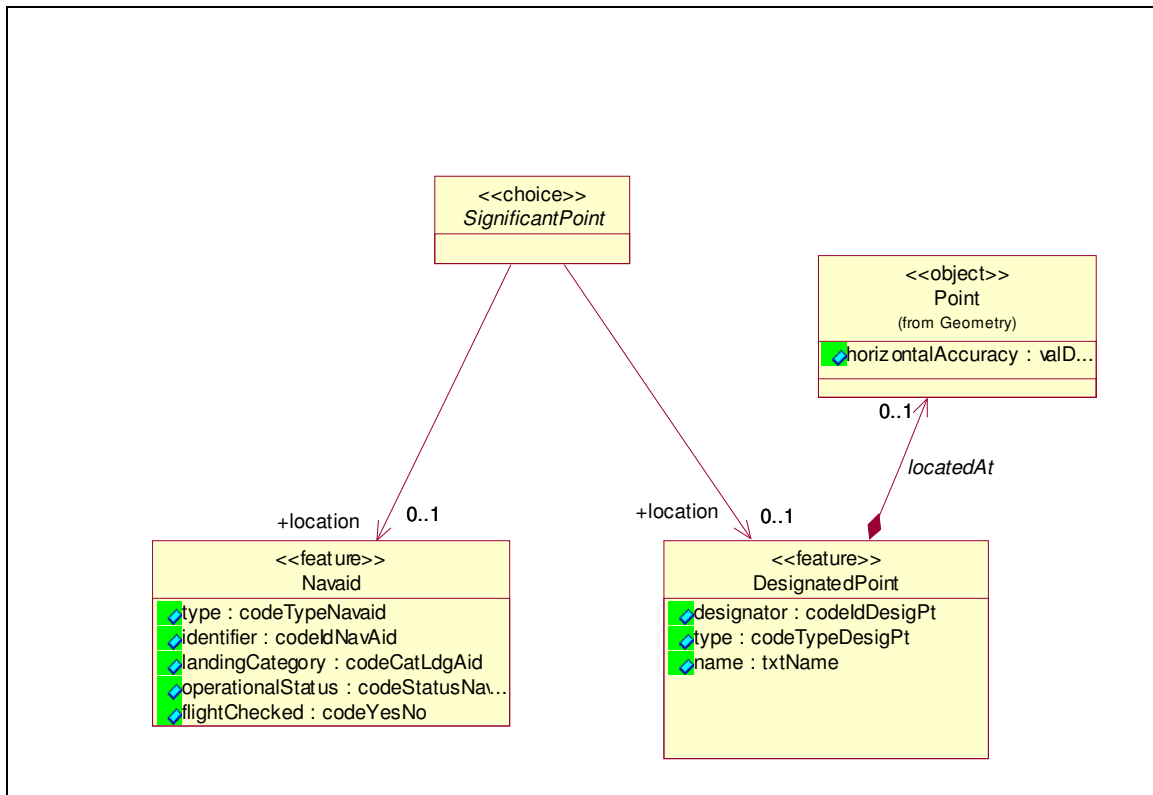 <<choice>>
SignificantPoint
<<object>>
Point
(from Geometry)
horizontalAccuracy : valD...
0..1
locatedAt
+location
0..1
+location
0..1
<<feature>>
Navaid
type : codeTypeNavaid
identifier : codeIdNavAid
landingCategory : codeCatLdgAid
operationalStatus : codeStatusNav...
flightChecked : codeYesNo
<<feature>>
DesignatedPoint
designator : codeIdDesigPt
type : codeTypeDesigPt
name : txtName